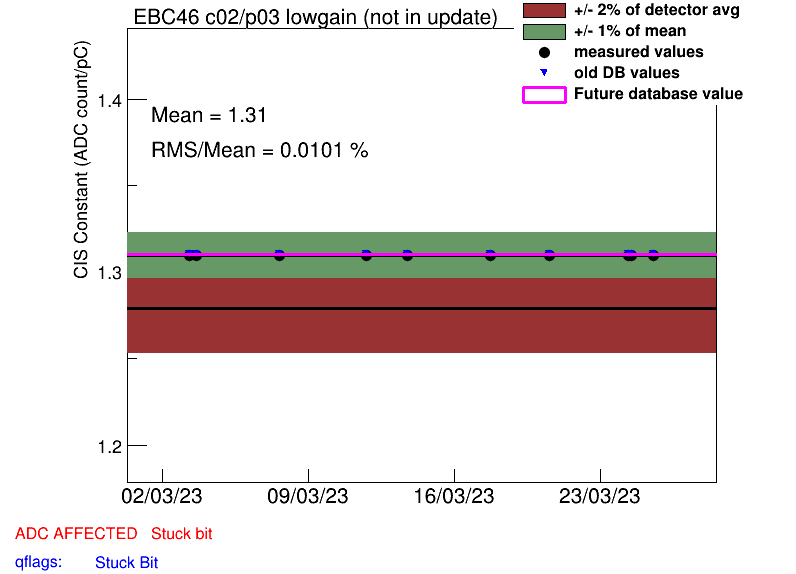 EBC46 c02/p03 lowgain (not in update)
+/- 2% of detector avg
+/- 1% of mean
measured values
old DB values
Future database value
CIS Constant (ADC count/pC)
1.4
Mean = 1.31
RMS/Mean = 0.0101 %
1.3
1.2
02/03/23 09/03/23 16/03/23 23/03/23
ADC AFFECTED Stuck bit
qflags: Stuck Bit